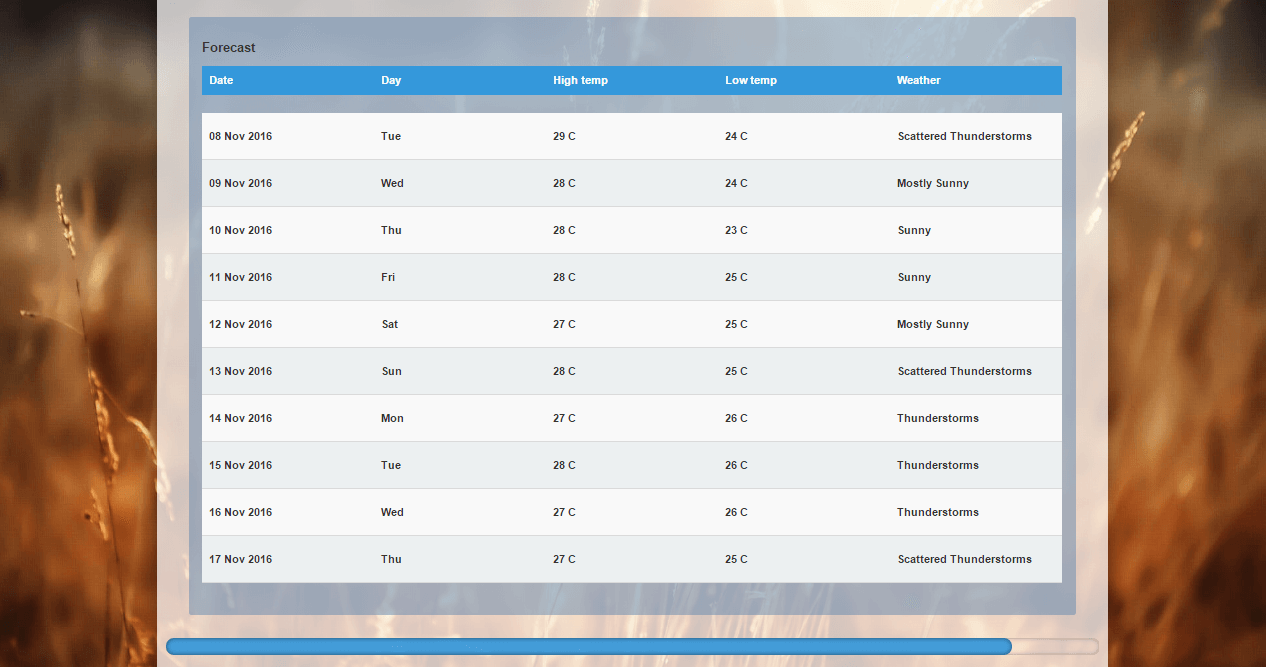 Forecast
Date Day High temp Low temp Weather
08 Nov 2016 Tue 29 C 24 C Scattered Thunderstorms
09 Nov 2016 Wed 28 C 24 C Mostly Sunny
10 Nov 2016 Thu 28 C 23 C Sunny
11 Nov 2016 Fri 28 C 25 C Sunny
12 Nov 2016 Sat 27 C 25 C Mostly Sunny
13 Nov 2016 Sun 28 C 25 C Scattered Thunderstorms
14 Nov 2016 Mon 27 C 26 C Thunderstorms
15 Nov 2016 Tue 28 C 26 C Thunderstorms
16 Nov 2016 Wed 27 C 26 C Thunderstorms
17 Nov 2016 Thu 27 C 25 C Scattered Thunderstorms